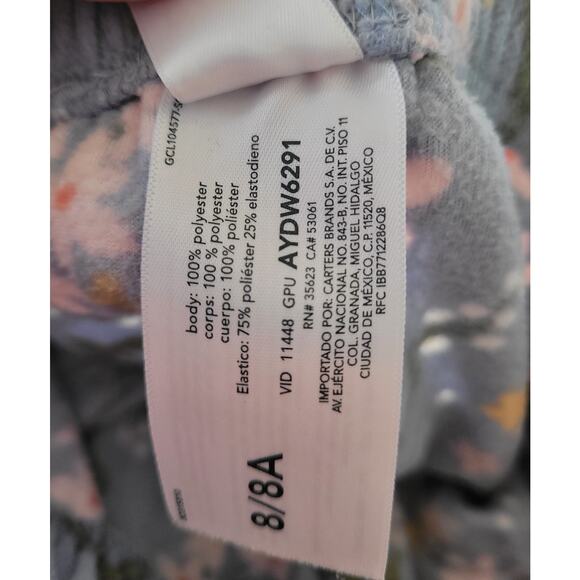 GCL104577-
body: 100% polyester
corps: 100 % polyester
cuerpo: 100% poliéster
Elastico: 75% poliéster 25% elastodieno
VID 11448 GPU AYDW6291
RN# 35623 CA# 53061
IMPORTADO POR: CARTERS BRANDS S.A. DE C.V.
AV. EJÉRCITO NACIONAL NO. 843-B, NO. INT. PISO 11
COL. GRANADA, MIGUEL HIDALGO
CIUDAD DE MÉXICO, C.P. 11520, MÉXICO
RFC IBB7712286Q8
8/8A